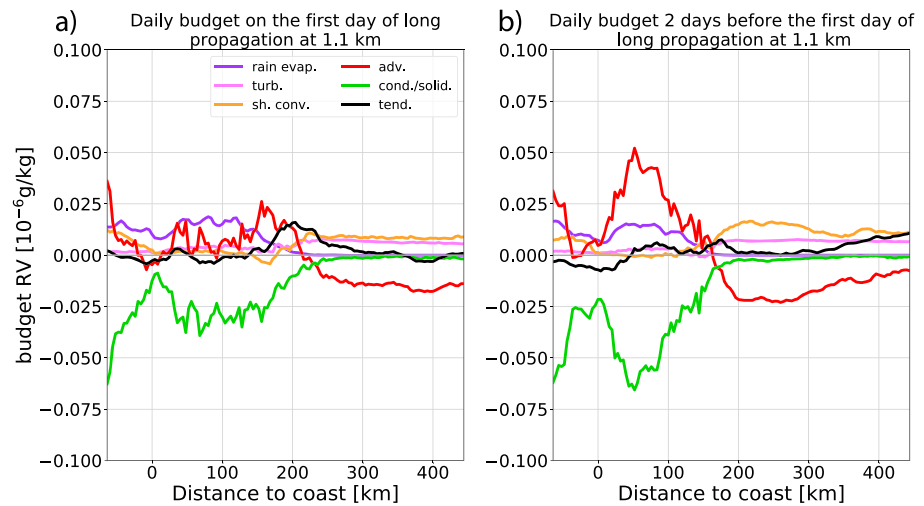 a)
Daily budget on the first day of long
propagation at 1.1 km
rain evap.
turb.
sh. conv.
adv.
cond./solid.
tend.
budget RV [10⁻⁶g/kg]
0.100
0.075
0.050
0.025
0.000
−0.025
−0.050
−0.075
−0.100
0 100 200 300 400
Distance to coast [km]
b)
Daily budget 2 days before the first day of
long propagation at 1.1 km
0.100
0.075
0.050
0.025
0.000
−0.025
−0.050
−0.075
−0.100
0 100 200 300 400
Distance to coast [km]